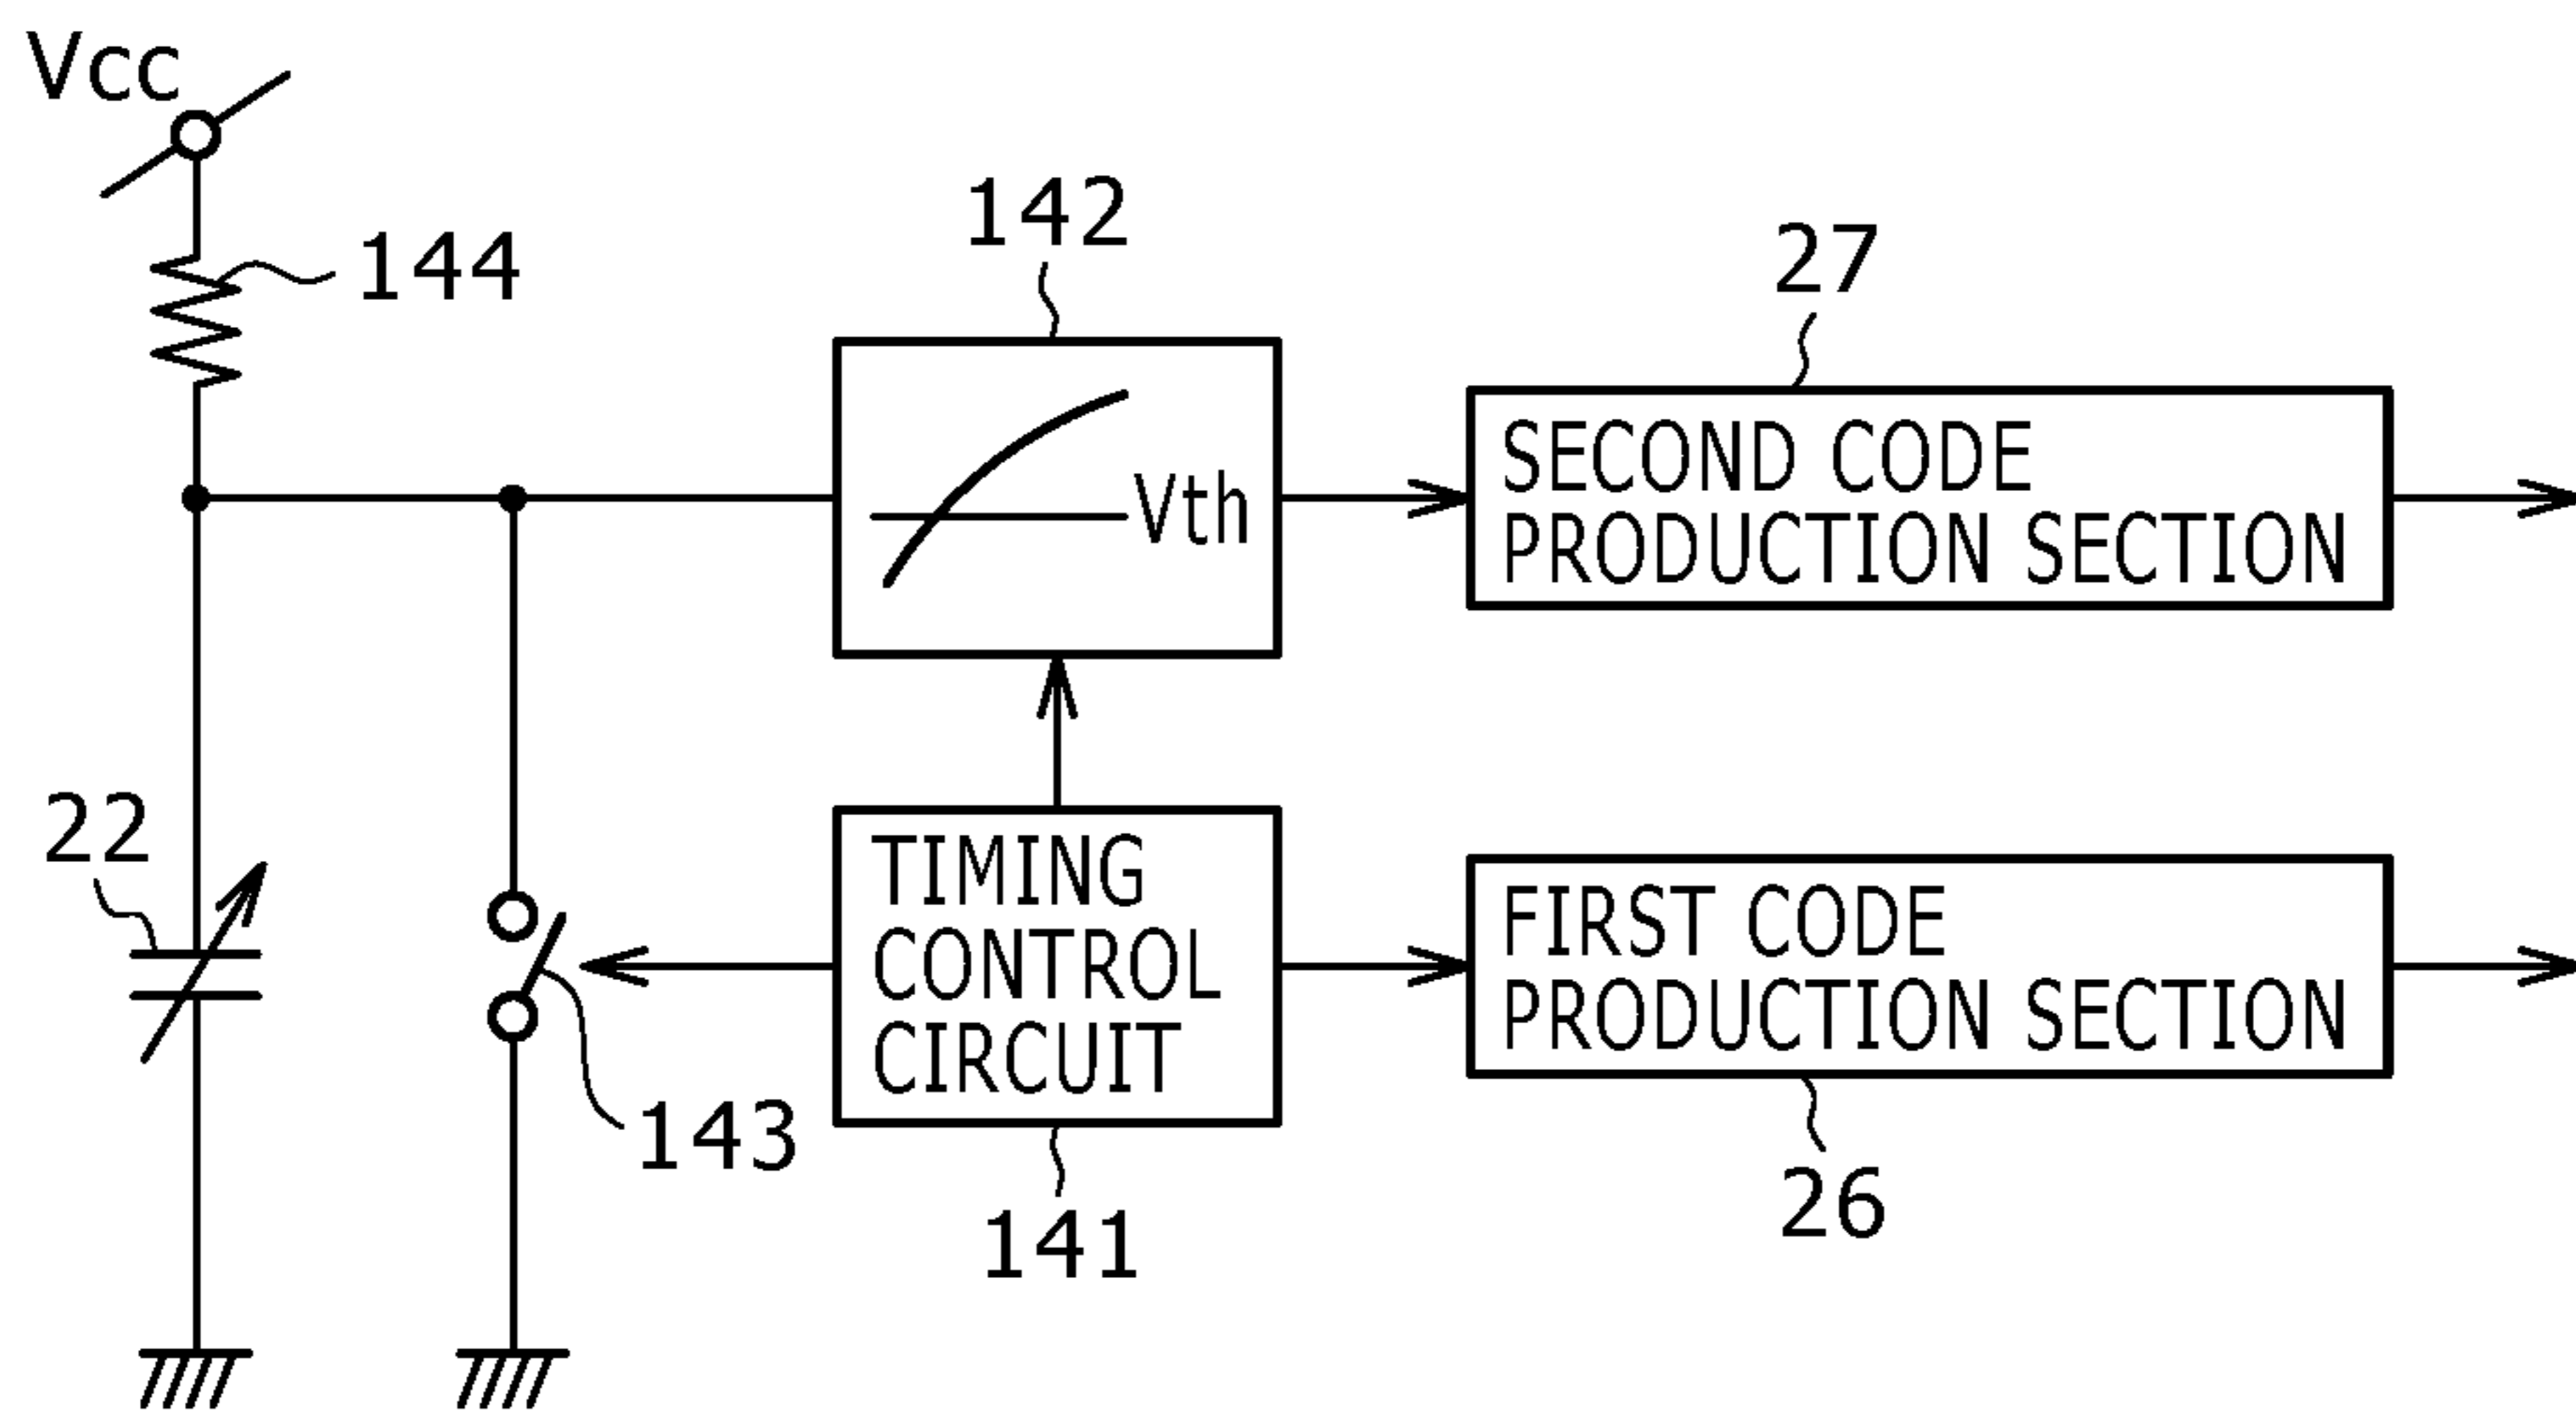 Vcc
144
142
27
Vth
SECOND CODE
PRODUCTION SECTION
22
TIMING
CONTROL
CIRCUIT
FIRST CODE
PRODUCTION SECTION
143
141
26